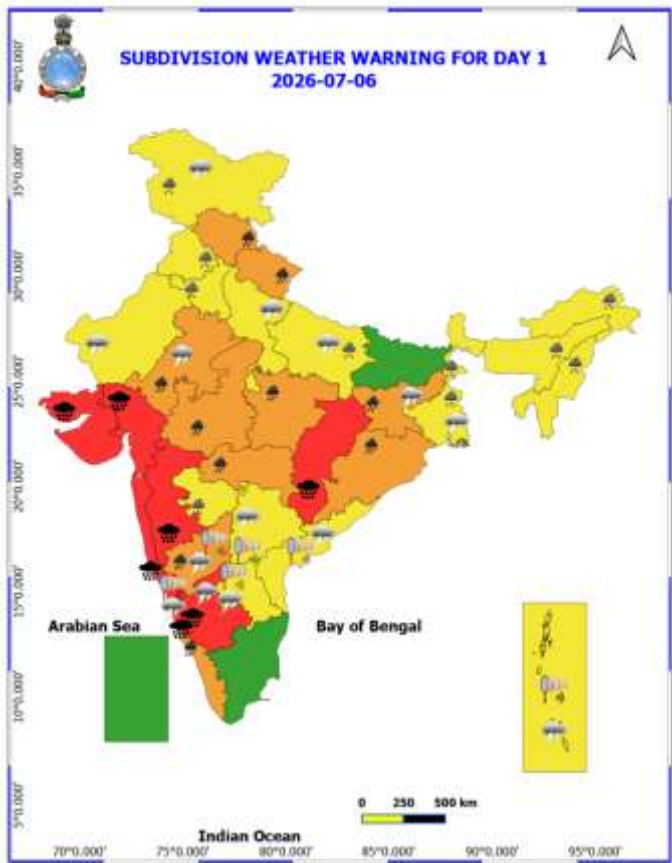 SUBDIVISION WEATHER WARNING FOR DAY 1
2026-07-06
40°0.000'
35°0.000'
30°0.000'
25°0.000'
20°0.000'
15°0.000'
10°0.000'
5°0.000'
Arabian Sea
Bay of Bengal
0 250 500 km
Indian Ocean
70°0.000' 75°0.000' 80°0.000' 85°0.000' 90°0.000' 95°0.000'